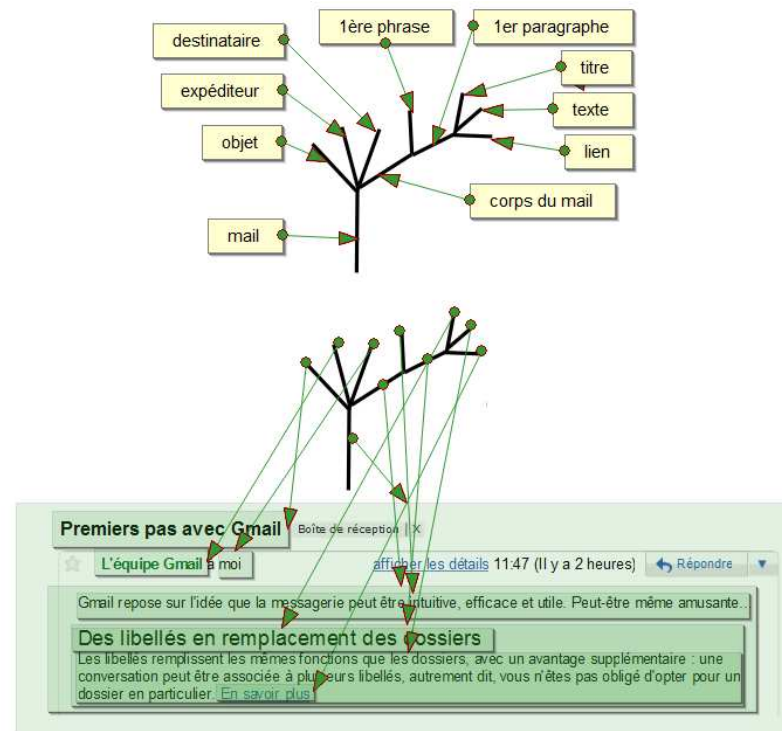 1ère phrase
1er paragraphe
destinataire
titre
expéditeur
texte
objet
lien
corps du mail
mail
Premiers pas avec Gmail Boîte de réception | X
L'équipe Gmail à moi afficher les détails 11:47 (Il y a 2 heures) Répondre
Gmail repose sur l'idée que la messagerie peut être intuitive, efficace et utile. Peut-être même amusante..
Des libellés en remplacement des dossiers
Les libellés remplissent les mêmes fonctions que les dossiers, avec un avantage supplémentaire : une
conversation peut être associée à plusieurs libellés, autrement dit, vous n'êtes pas obligé d'opter pour un
dossier en particulier. En savoir plus